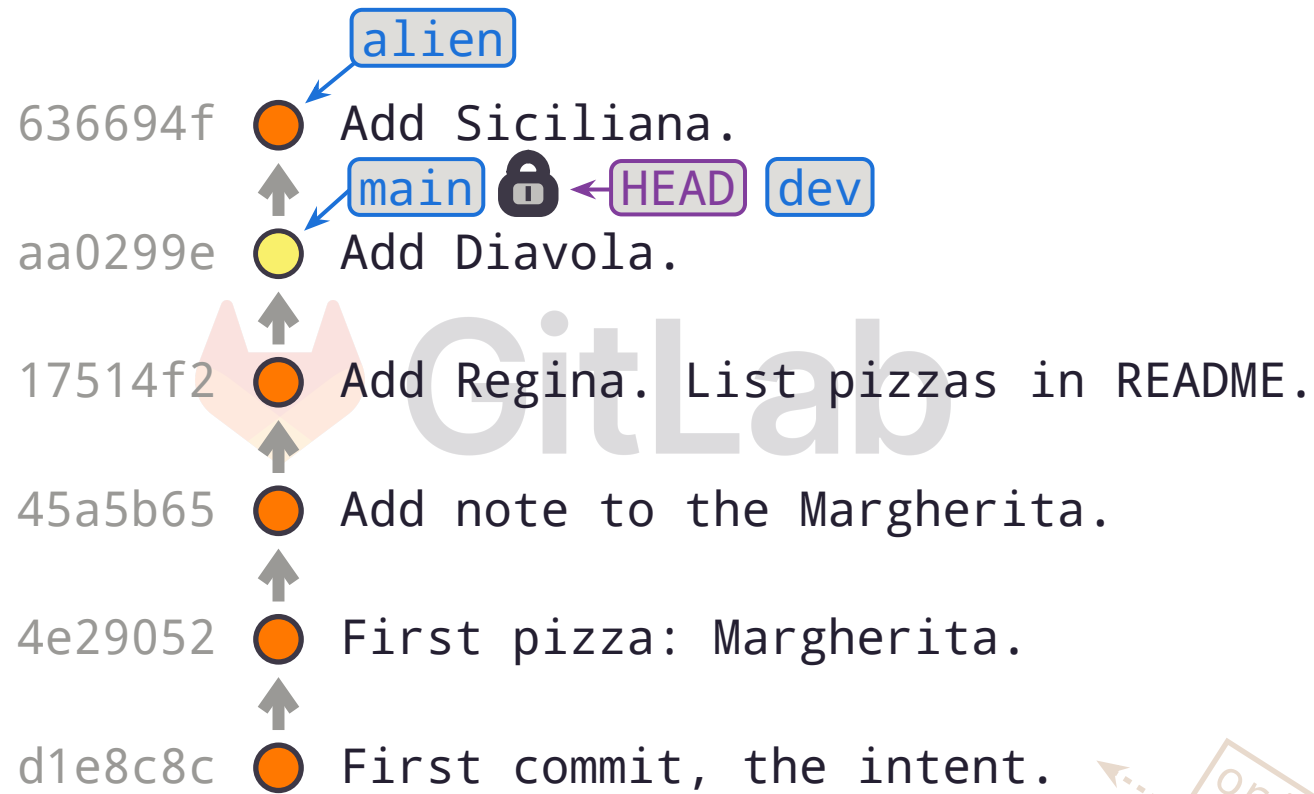 alien
636694f Add Siciliana.
main HEAD dev
aa0299e Add Diavola.
GitLab
17514f2 Add Regina. List pizzas in README.
45a5b65 Add note to the Margherita.
4e29052 First pizza: Margherita.
d1e8c8c First commit, the intent.